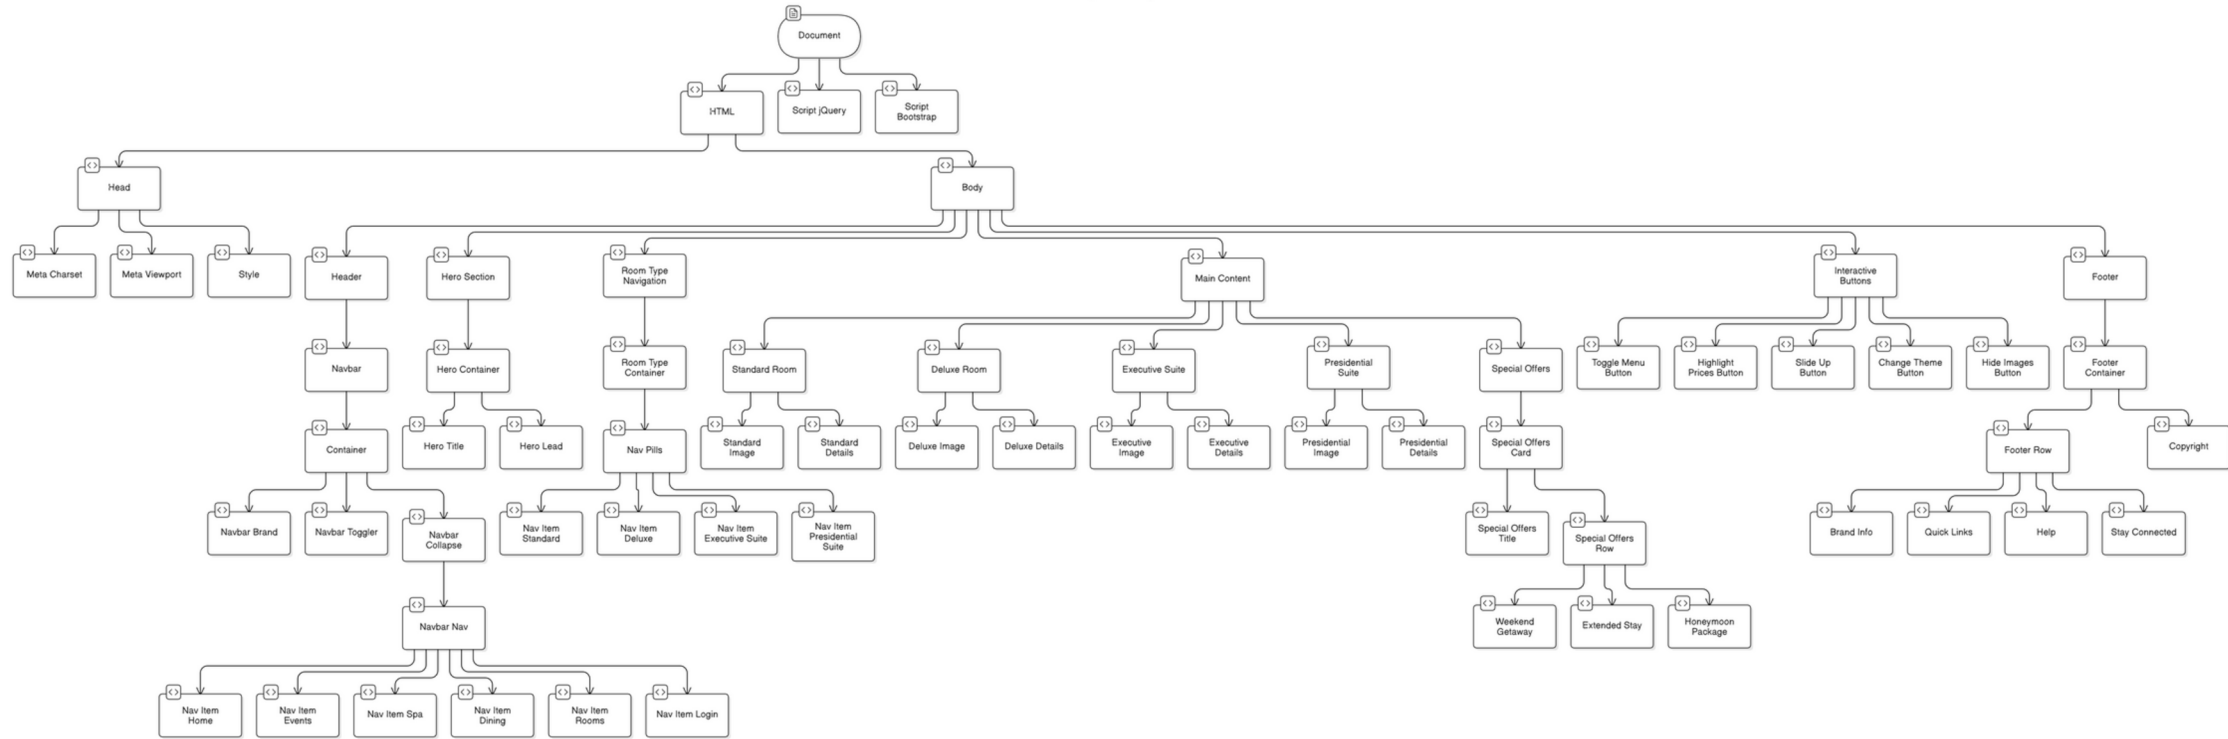 Document
HTML
Script jQuery
Script
Bootstrap
Head
Body
Meta Charset
Meta Viewport
Style
Header
Hero Section
Room Type
Navigation
Main Content
Interactive
Buttons
Footer
Navbar
Hero Container
Room Type
Container
Standard Room
Deluxe Room
Executive Suite
Presidential
Suite
Special Offers
Toggle Menu
Button
Highlight
Prices Button
Slide Up
Button
Change Theme
Button
Hide Images
Button
Footer
Container
Container
Hero Title
Hero Lead
Nav Pills
Standard
Image
Standard
Details
Deluxe Image
Deluxe Details
Executive
Image
Executive
Details
Presidential
Image
Presidential
Details
Special Offers
Card
Footer Row
Copyright
Navbar Brand
Navbar Toggler
Navbar
Collapse
Nav Item
Standard
Nav Item
Deluxe
Nav Item
Executive Suite
Nav Item
Presidential
Suite
Special Offers
Title
Special Offers
Row
Brand Info
Quick Links
Help
Stay Connected
Navbar Nav
Weekend
Getaway
Extended Stay
Honeymoon
Package
Nav Item
Home
Nav Item
Events
Nav Item Spa
Nav Item
Dining
Nav Item
Rooms
Nav Item Login